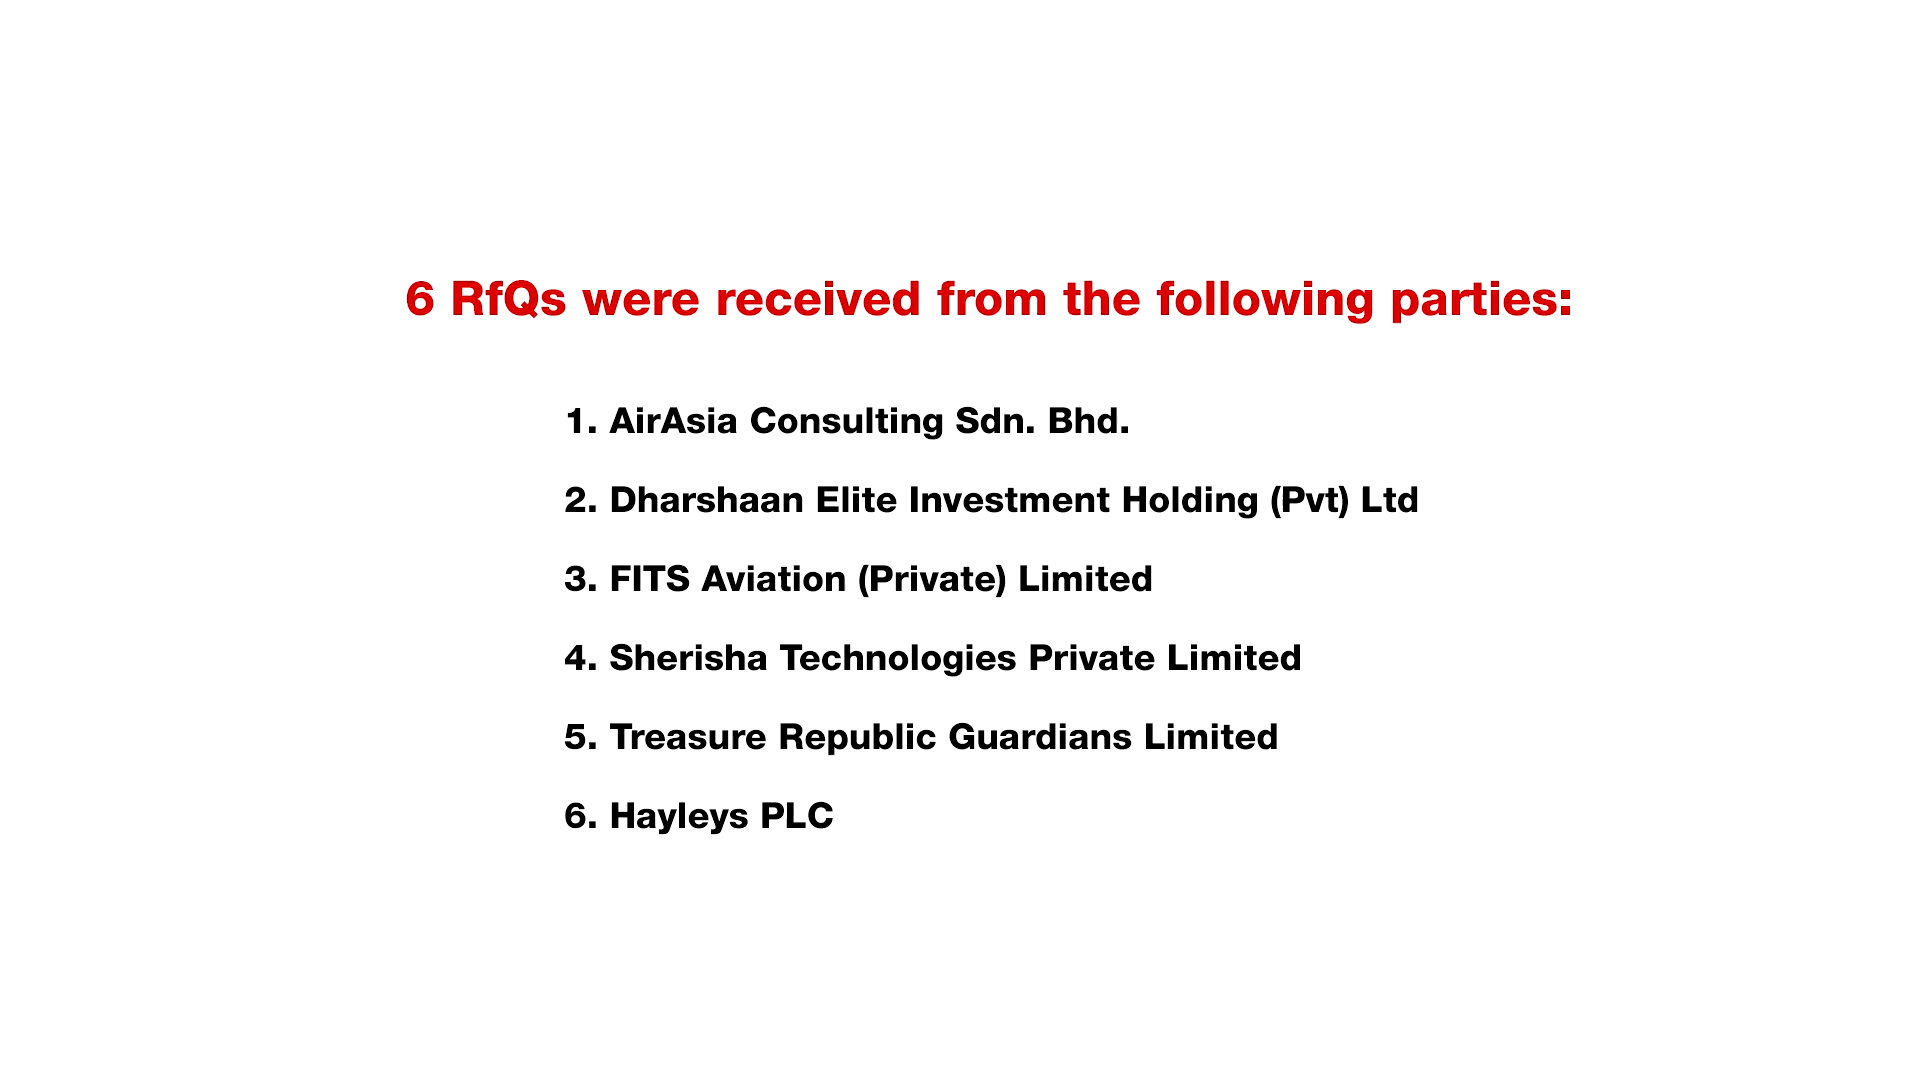 6 RfQs were received from the following parties:
1. AirAsia Consulting Sdn. Bhd.
2. Dharshaan Elite Investment Holding (Pvt) Ltd
3. FITS Aviation (Private) Limited
4. Sherisha Technologies Private Limited
5. Treasure Republic Guardians Limited
6. Hayleys PLC